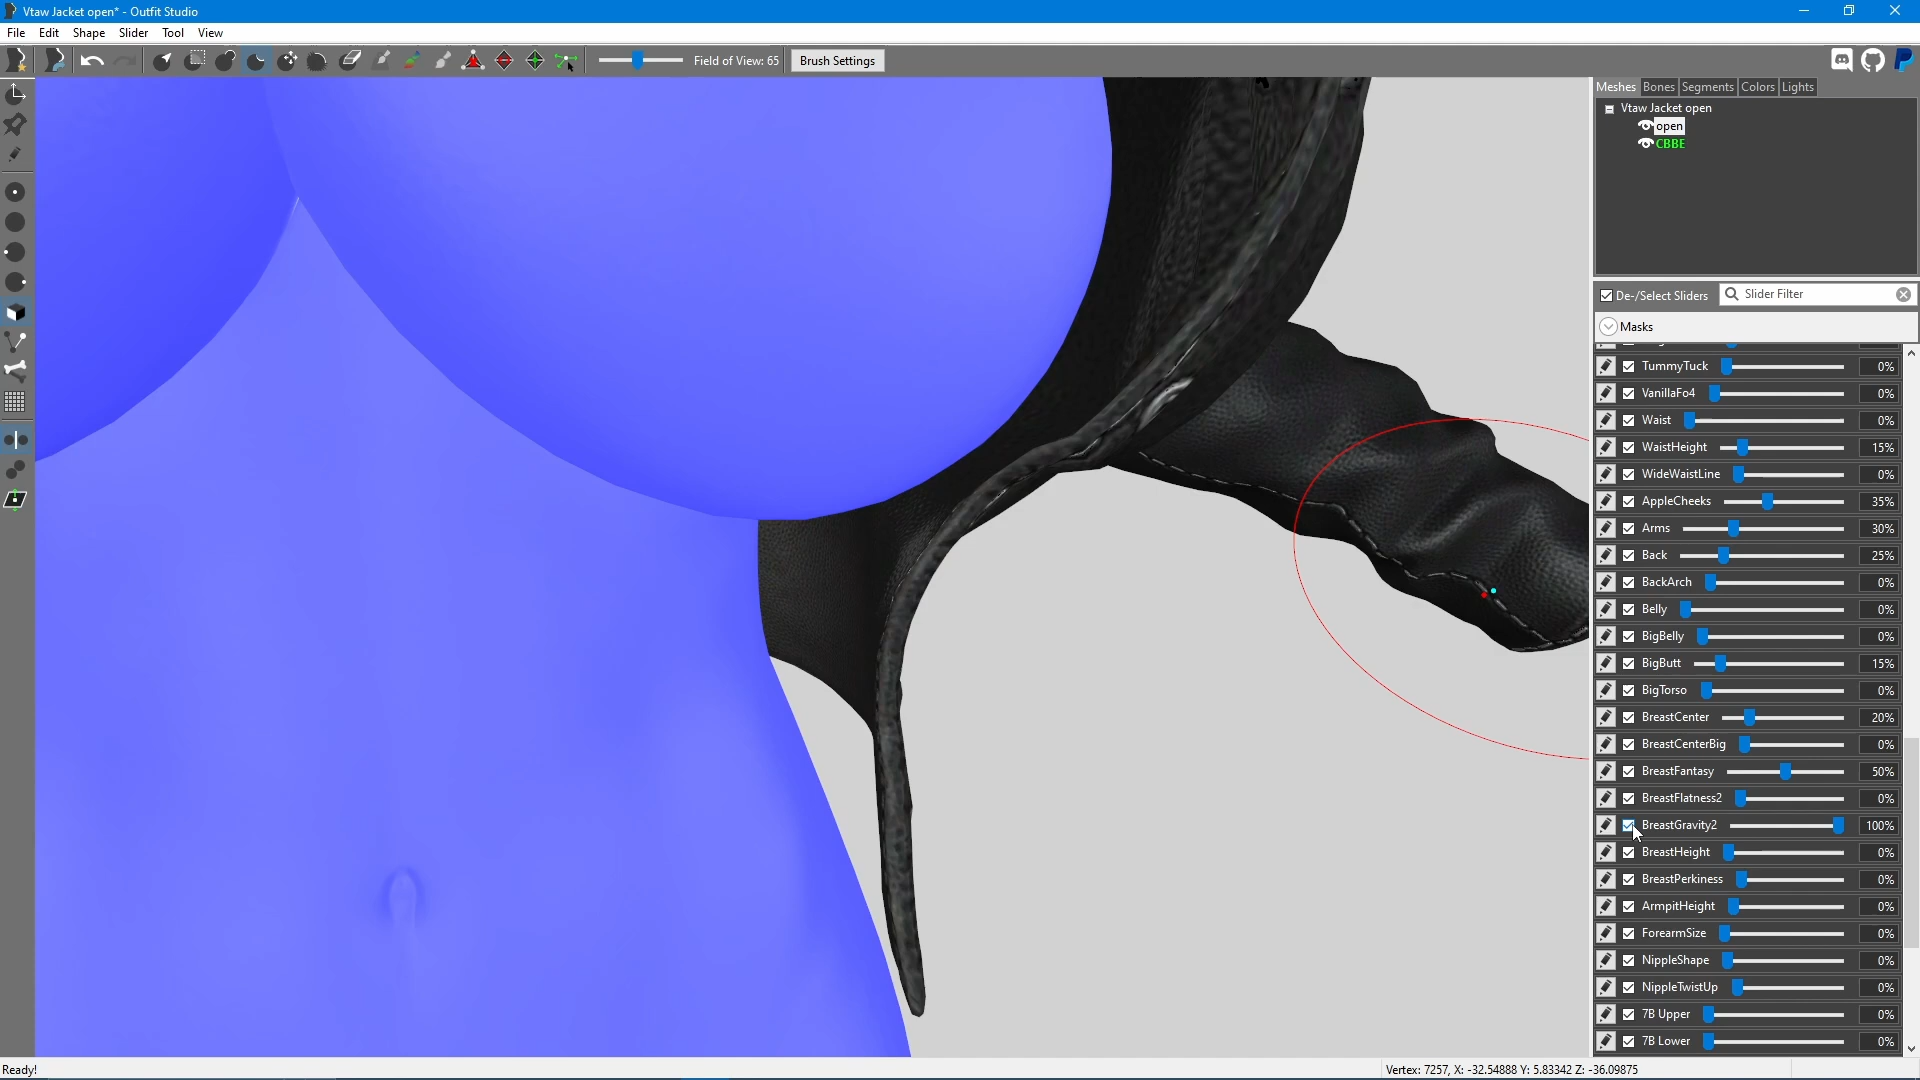 Vtaw Jacket open* - Outfit Studio
File Edit Shape Slider Tool View
Field of View: 65
Brush Settings
Meshes Bones Segments Colors Lights
Vtaw Jacket open
open
CBBE
De-/Select Sliders
Slider Filter
Masks
TummyTuck 0%
VanillaFo4 0%
Waist 0%
WaistHeight 15%
WideWaistLine 0%
AppleCheeks 35%
Arms 30%
Back 25%
BackArch 0%
Belly 0%
BigBelly 0%
BigButt 15%
BigTorso 0%
BreastCenter 20%
BreastCenterBig 0%
BreastFantasy 50%
BreastFlatness2 0%
BreastGravity2 100%
BreastHeight 0%
BreastPerkiness 0%
ArmpitHeight 0%
ForearmSize 0%
NippleShape 0%
NippleTwistUp 0%
7B Upper 0%
7B Lower 0%
Ready!
Vertex: 7257, X: -32.54888 Y: 5.83342 Z: -36.09875